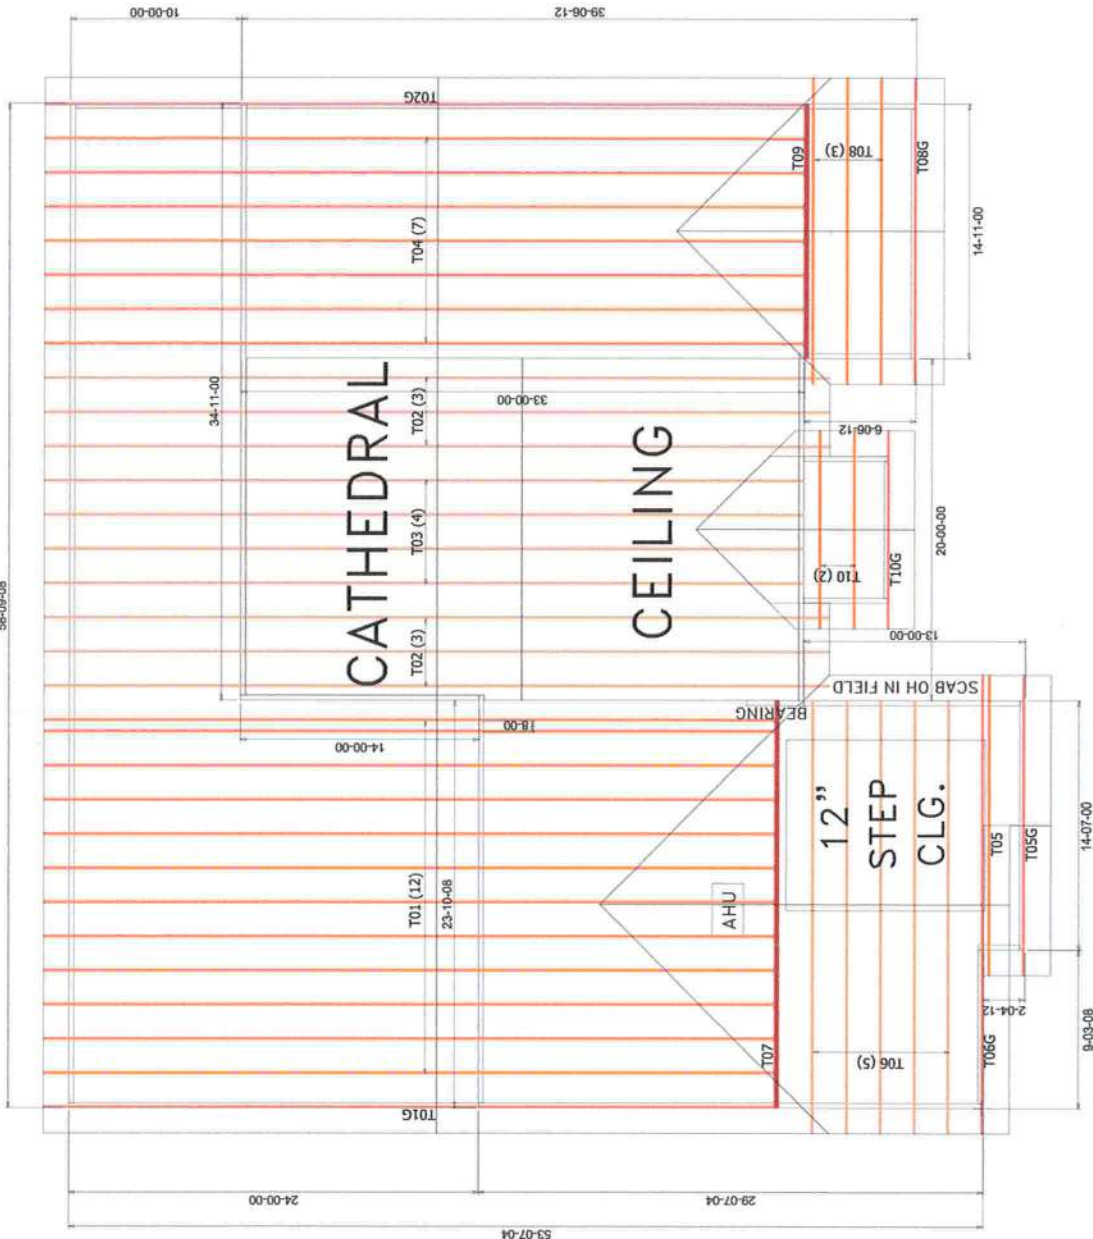 10-00-00
39-06-12
58-09-08
T02G
T09
T08 (3)
T08G
14-11-00
T04 (7)
34-11-00
CATHEDRAL
CEILING
T02 (3)
33-00-00
6-06-12
T03 (4)
T10 (2)
T10G
20-00-00
T02 (3)
13-00-00
SCAB OH IN FIELD
BEARING
18-00
14-00-00
12"
STEP
CLG.
T05
T05G
14-07-00
T01 (12)
23-10-08
AHU
T07
T06 (5)
T06G
2-04-12
9-03-08
T01G
24-00-00
29-07-04
53-07-04